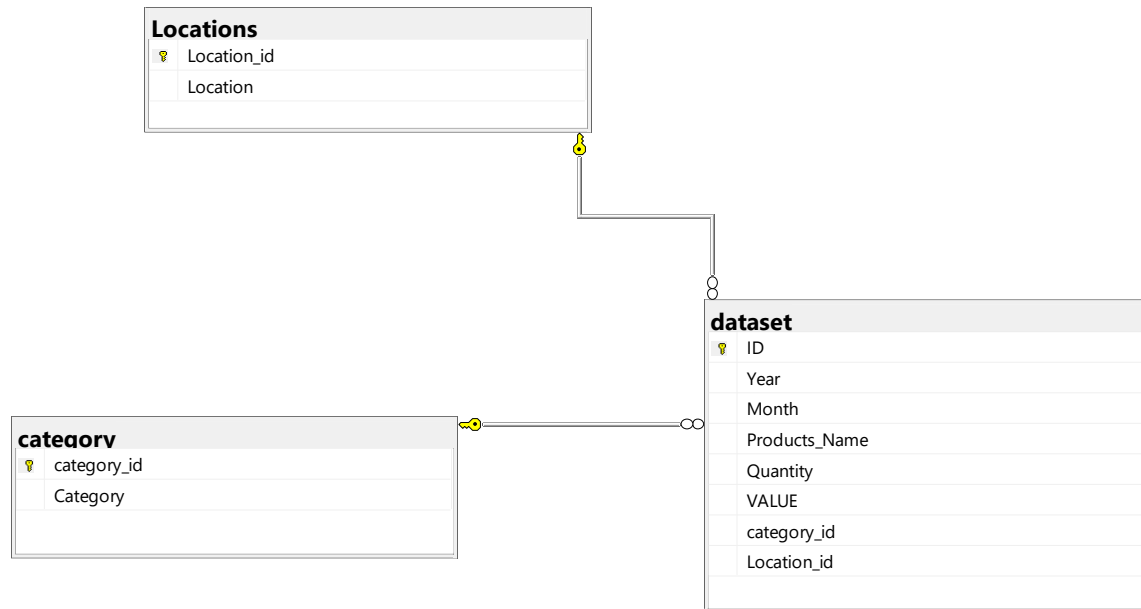 Locations
Location_id
Location
dataset
ID
Year
Month
Products_Name
Quantity
VALUE
category_id
Location_id
category
category_id
Category